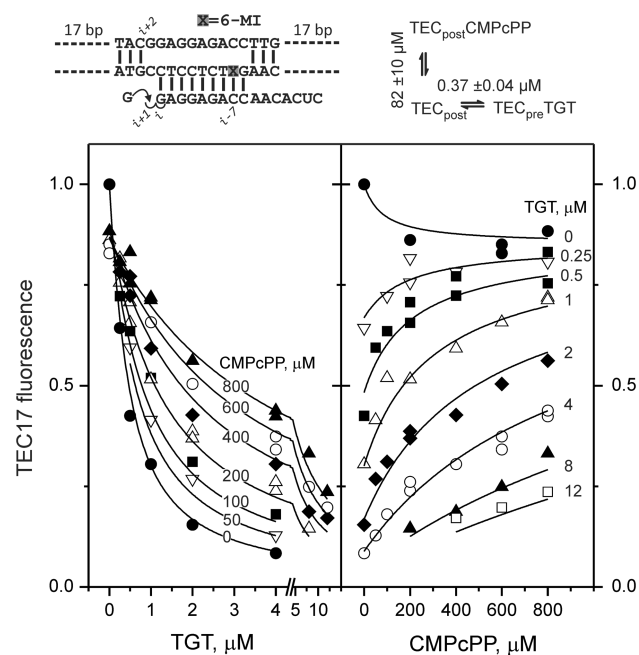 X=6-MI
17 bp
i+2
17 bp
TACGGAGGAGACCTTG
ATGCCTCCTCTXGAAC
G GAGGAGACCAACACUC
i+1
i
i-7
TECpostCMPcPP
82 ±10 µM
0.37 ±0.04 µM
TECpost TECpreTGT
TEC17 fluorescence
1.0
0.5
0.0
CMPcPP, µM
800
600
400
200
100
50
0
0 1 2 3 4 5 10
TGT, µM
TGT, µM
0
0.25
0.5
1
2
4
8
12
1.0
0.5
0.0
0 200 400 600 800
CMPcPP, µM